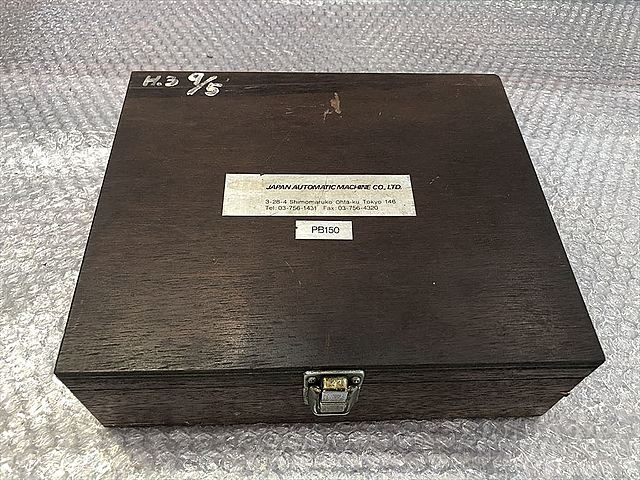 H.3 9/5
JAPAN AUTOMATIC MACHINE CO., LTD.
3-28-4 Shimomaruko Ohta-ku Tokyo 146
Tel: 03-756-1431 Fax: 03-756-4320
PB150